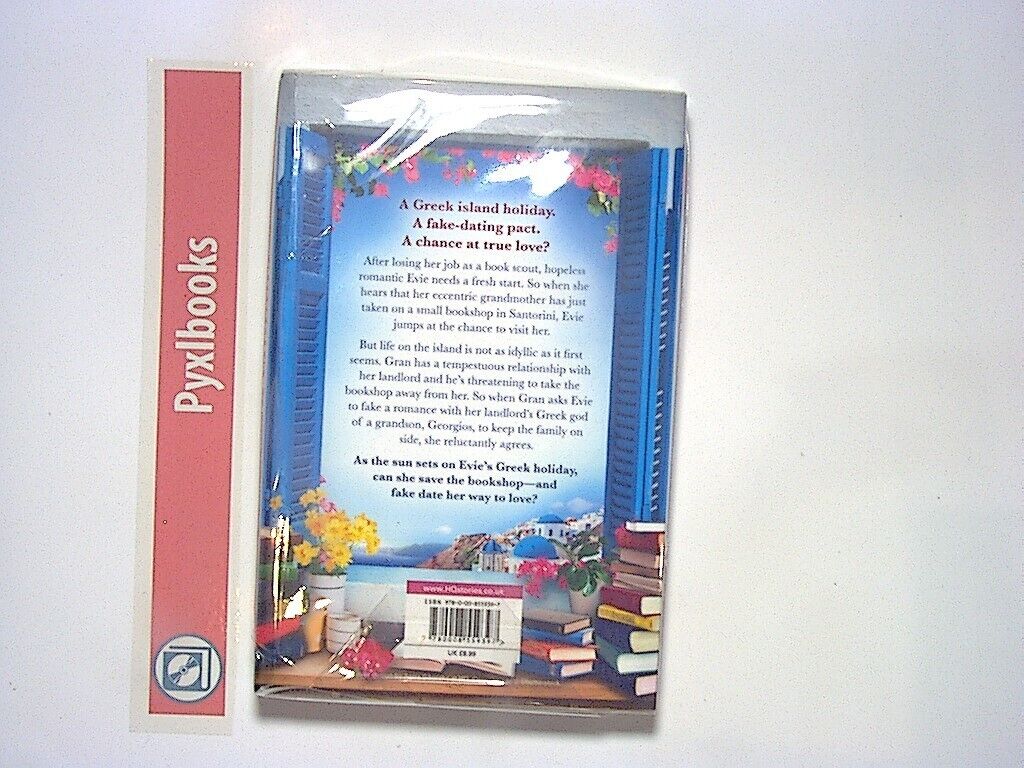 Pyxlbooks
A Greek island holiday.
A fake-dating pact.
A chance at true love?
After losing her job as a book scout, hopeless
romantic Evie needs a fresh start. So when she
hears that her eccentric grandmother has just
taken on a small bookshop in Santorini, Evie
jumps at the chance to visit her.
But life on the island is not as idyllic as it first
seems. Gran has a tempestuous relationship with
her landlord and he's threatening to take the
bookshop away from her. So when Gran asks Evie
to fake a romance with her landlord's Greek god
of a grandson, Georgios, to keep the family on
side, she reluctantly agrees.
As the sun sets on Evie's Greek holiday,
can she save the bookshop—and
fake date her way to love?
www.HQstories.co.uk
ISBN
UK £8.99